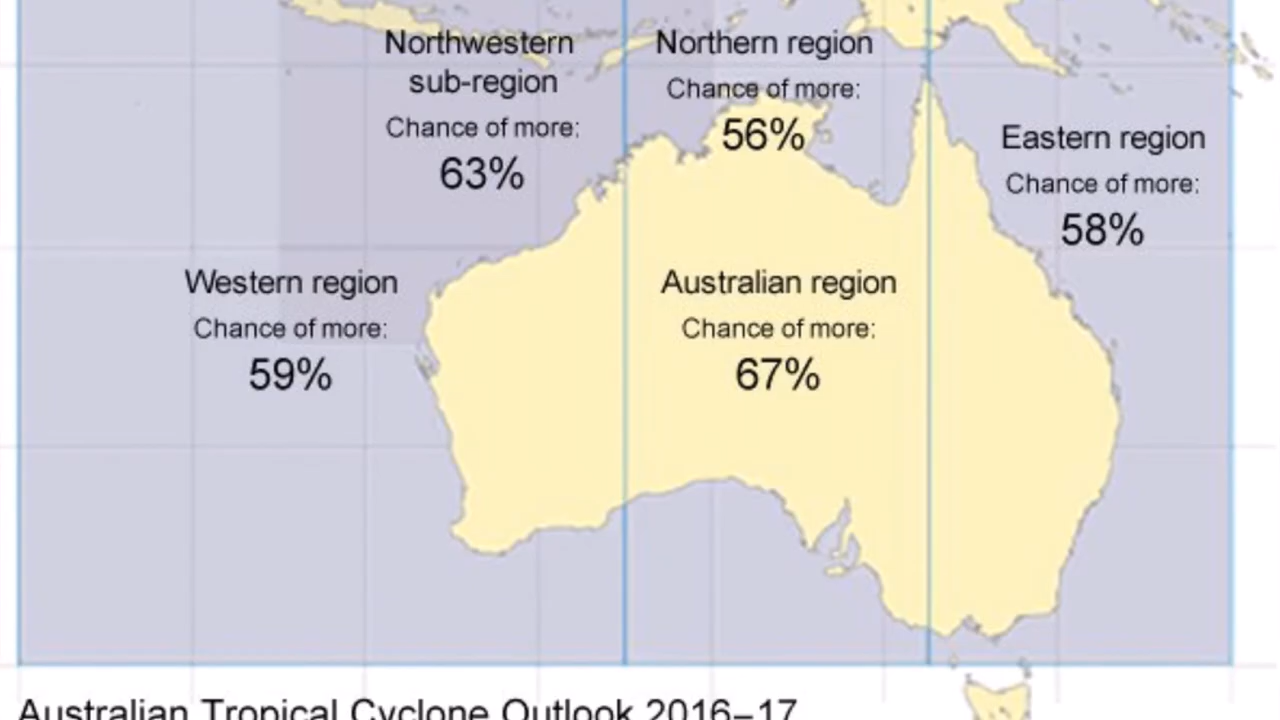 Northwestern
sub-region
Chance of more:
63%
Northern region
Chance of more:
56%
Eastern region
Chance of more:
58%
Western region
Chance of more:
59%
Australian region
Chance of more:
67%
Australian Tropical Cyclone Outlook 2016–17